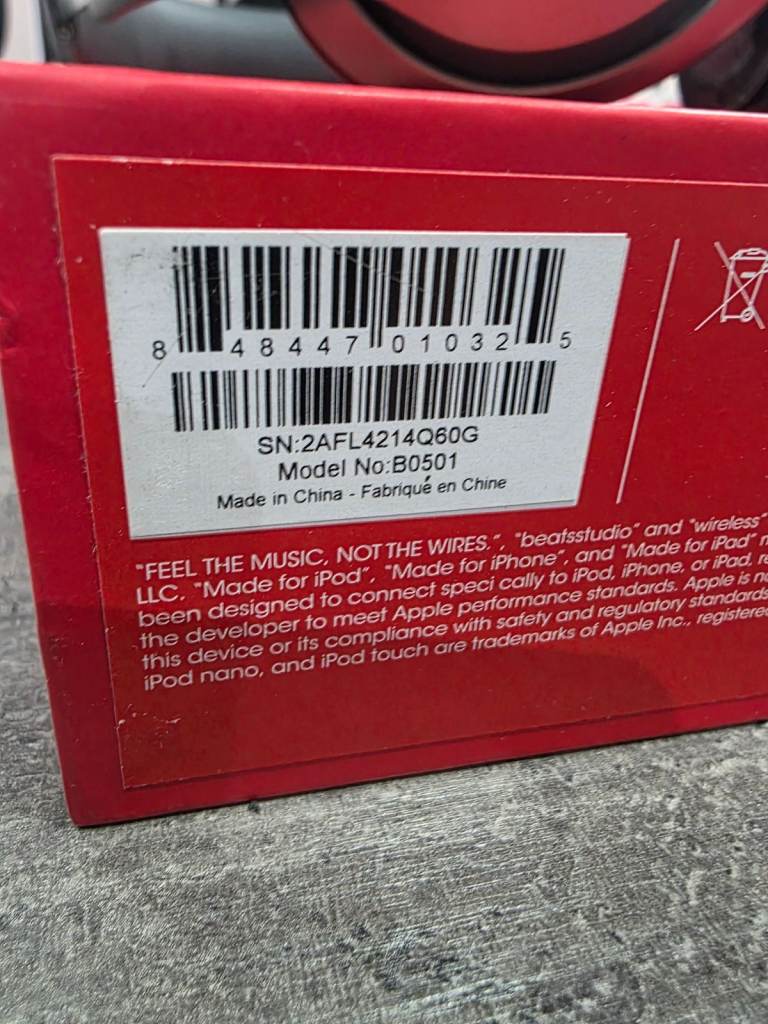 8 48447 01032 5
SN:2AFL4214Q60G
Model No:B0501
Made in China - Fabriqué en Chine
"FEEL THE MUSIC, NOT THE WIRES.", "beatsstudio" and "wireless"
LLC. "Made for iPod", "Made for iPhone", and "Made for iPad"
been designed to connect speci cally to iPod, iPhone, or iPad,
the developer to meet Apple performance standards. Apple is
this device or its compliance with safety and regulatory standards
iPod nano, and iPod touch are trademarks of Apple Inc., registered